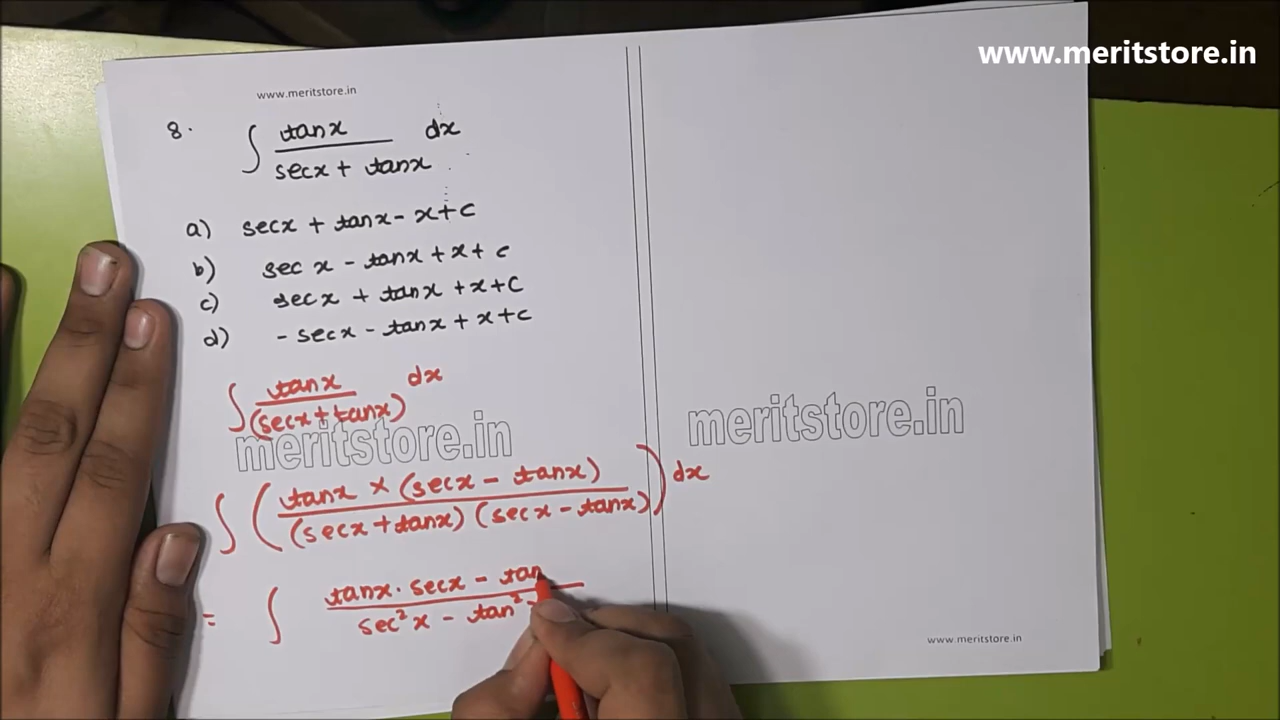 www.meritstore.in
www.meritstore.in
8. ∫ tanx / secx + tanx dx
a) secx + tanx - x + c
b) sec x - tanx + x + c
c) secx + tanx + x + C
d) - secx - tanx + x + c
∫ tanx / (secx + tanx) dx
meritstore.in
meritstore.in
∫ ( tanx × (secx - tanx) / (secx + tanx) (secx - tanx) ) dx
= ∫ tanx · secx - tan / sec² x - tan²
www.meritstore.in